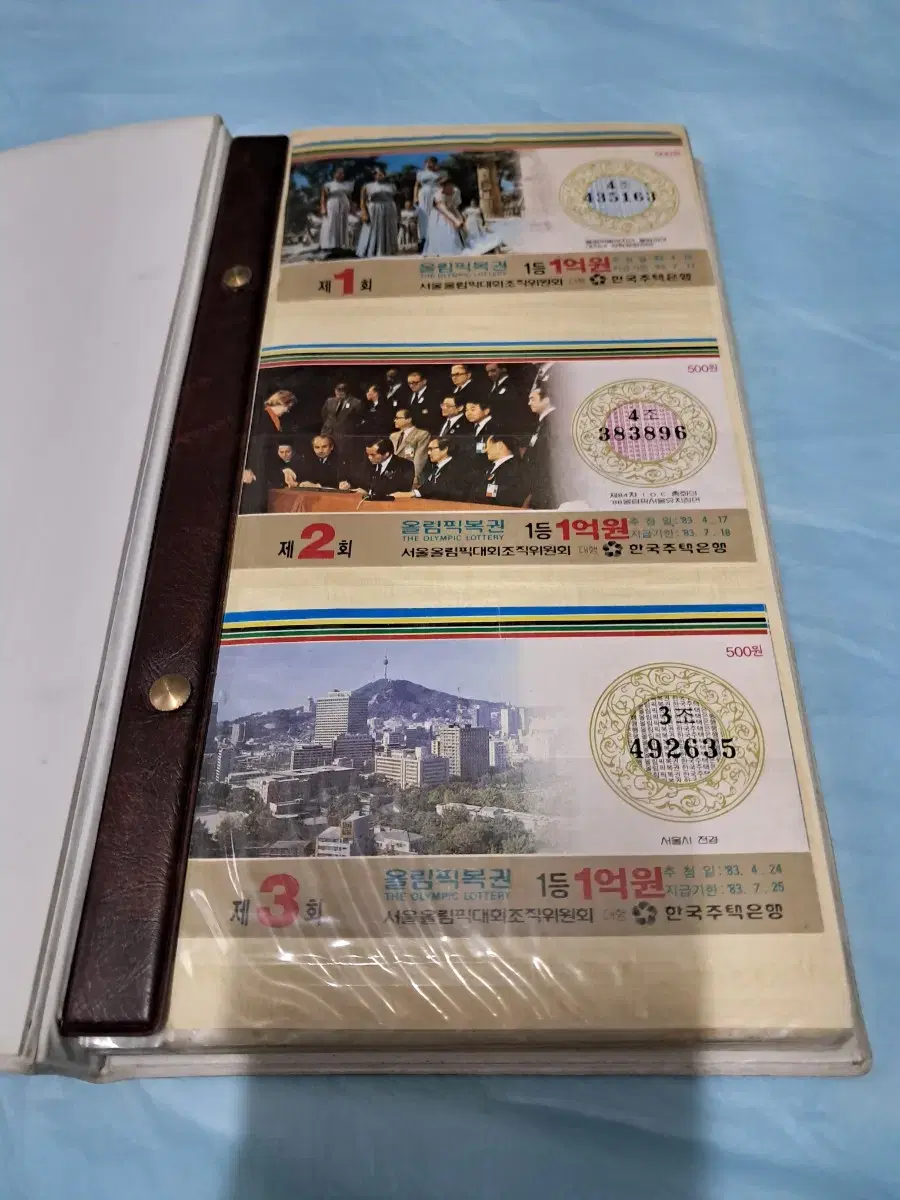 500원
4조
435163
제1회
올림픽복권
THE OLYMPIC LOTTERY
1등 1억원
서울올림픽대회조직위원회 대행 한국주택은행
500원
4조
383896
제84차 I.O.C 총회의
제2회
올림픽복권
THE OLYMPIC LOTTERY
1등 1억원
추첨일:'83.4.17
지급기한:'83.7.18
서울올림픽대회조직위원회 대행 한국주택은행
500원
3조
492635
서울시 전경
제3회
올림픽복권
THE OLYMPIC LOTTERY
1등 1억원
추첨일:'83.4.24
지급기한:'83.7.25
서울올림픽대회조직위원회 대행 한국주택은행